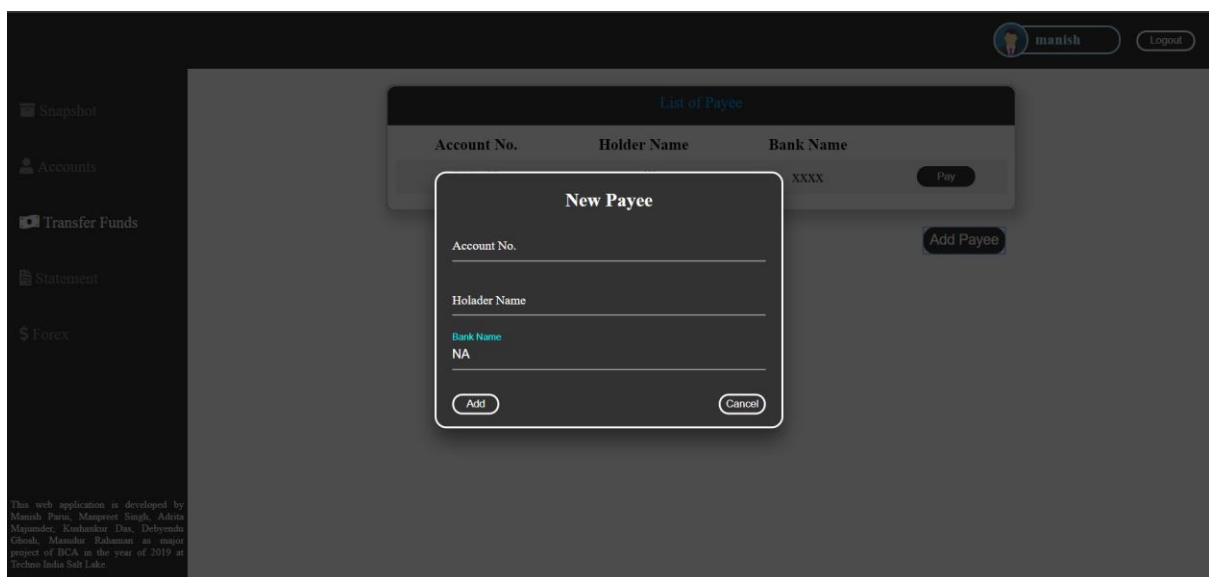 manish
Logout
Snapshot
Accounts
Transfer Funds
Statement
$ Forex
List of Payee
Account No. Holder Name Bank Name
xxxx Pay
Add Payee
New Payee
Account No.
Holader Name
Bank Name
NA
Add Cancel
This web application is developed by
Manish Parui, Manpreet Singh, Adrita
Majumder, Kushankur Das, Debyendu
Ghosh, Masudur Rahaman as major
project of BCA in the year of 2019 at
Techno India Salt Lake.